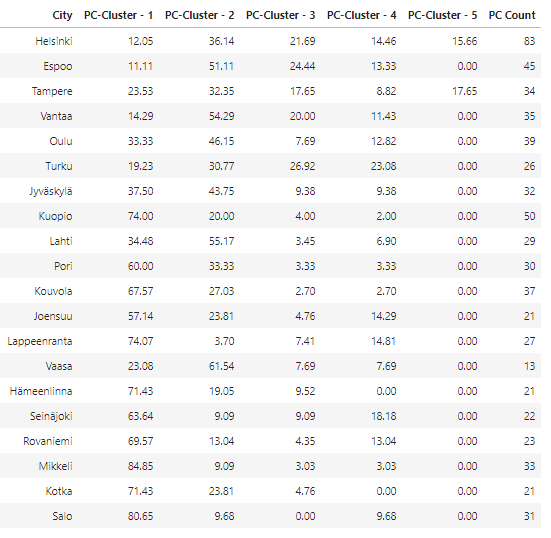 City PC-Cluster - 1 PC-Cluster - 2 PC-Cluster - 3 PC-Cluster - 4 PC-Cluster - 5 PC Count
Helsinki 12.05 36.14 21.69 14.46 15.66 83
Espoo 11.11 51.11 24.44 13.33 0.00 45
Tampere 23.53 32.35 17.65 8.82 17.65 34
Vantaa 14.29 54.29 20.00 11.43 0.00 35
Oulu 33.33 46.15 7.69 12.82 0.00 39
Turku 19.23 30.77 26.92 23.08 0.00 26
Jyväskylä 37.50 43.75 9.38 9.38 0.00 32
Kuopio 74.00 20.00 4.00 2.00 0.00 50
Lahti 34.48 55.17 3.45 6.90 0.00 29
Pori 60.00 33.33 3.33 3.33 0.00 30
Kouvola 67.57 27.03 2.70 2.70 0.00 37
Joensuu 57.14 23.81 4.76 14.29 0.00 21
Lappeenranta 74.07 3.70 7.41 14.81 0.00 27
Vaasa 23.08 61.54 7.69 7.69 0.00 13
Hämeenlinna 71.43 19.05 9.52 0.00 0.00 21
Seinäjoki 63.64 9.09 9.09 18.18 0.00 22
Rovaniemi 69.57 13.04 4.35 13.04 0.00 23
Mikkeli 84.85 9.09 3.03 3.03 0.00 33
Kotka 71.43 23.81 4.76 0.00 0.00 21
Salo 80.65 9.68 0.00 9.68 0.00 31